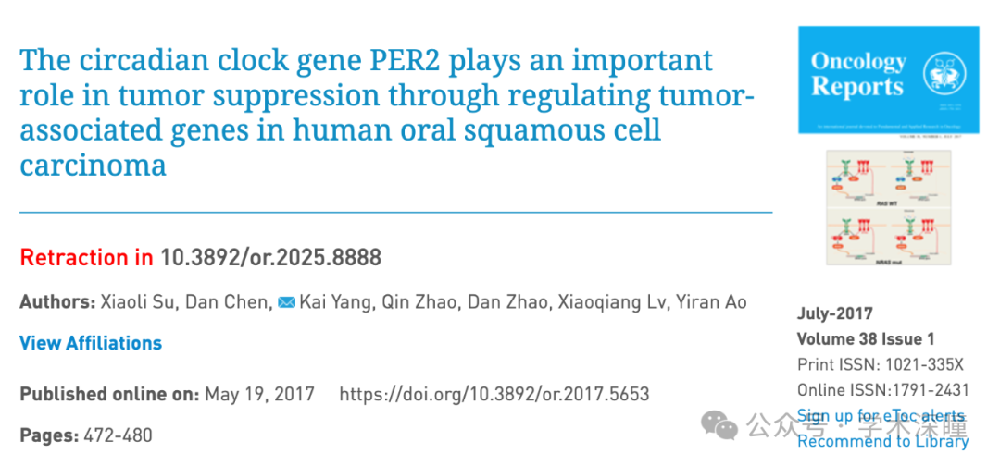 The circadian clock gene PER2 plays an important
role in tumor suppression through regulating tumor-
associated genes in human oral squamous cell
carcinoma
Retraction in 10.3892/or.2025.8888
Authors: Xiaoli Su, Dan Chen, Kai Yang, Qin Zhao, Dan Zhao, Xiaoqiang Lv, Yiran Ao
View Affiliations
Published online on: May 19, 2017 https://doi.org/10.3892/or.2017.5653
Pages: 472-480
Oncology
Reports
July-2017
Volume 38 Issue 1
Print ISSN: 1021-335X
Online ISSN:1791-2431
Sign up for eToc alerts
Recommend to Library
公众号 · 学术深瞳